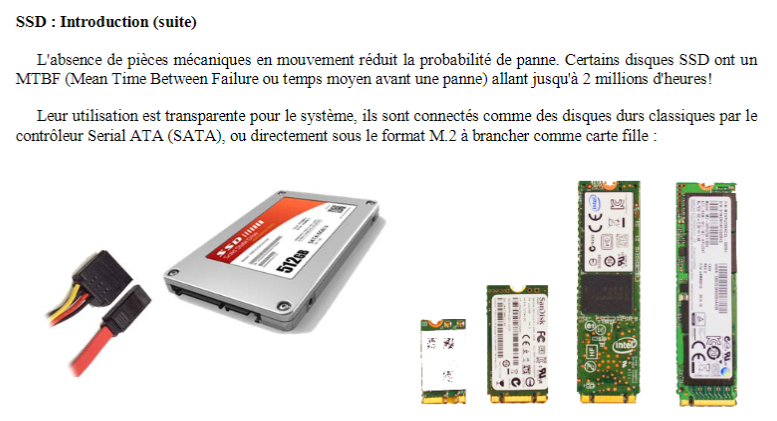 SSD : Introduction (suite)
L'absence de pièces mécaniques en mouvement réduit la probabilité de panne. Certains disques SSD ont un
MTBF (Mean Time Between Failure ou temps moyen avant une panne) allant jusqu'à 2 millions d'heures!
Leur utilisation est transparente pour le système, ils sont connectés comme des disques durs classiques par le
contrôleur Serial ATA (SATA), ou directement sous le format M.2 à brancher comme carte fille :
SSD
512GB
SanDisk
intel
intel